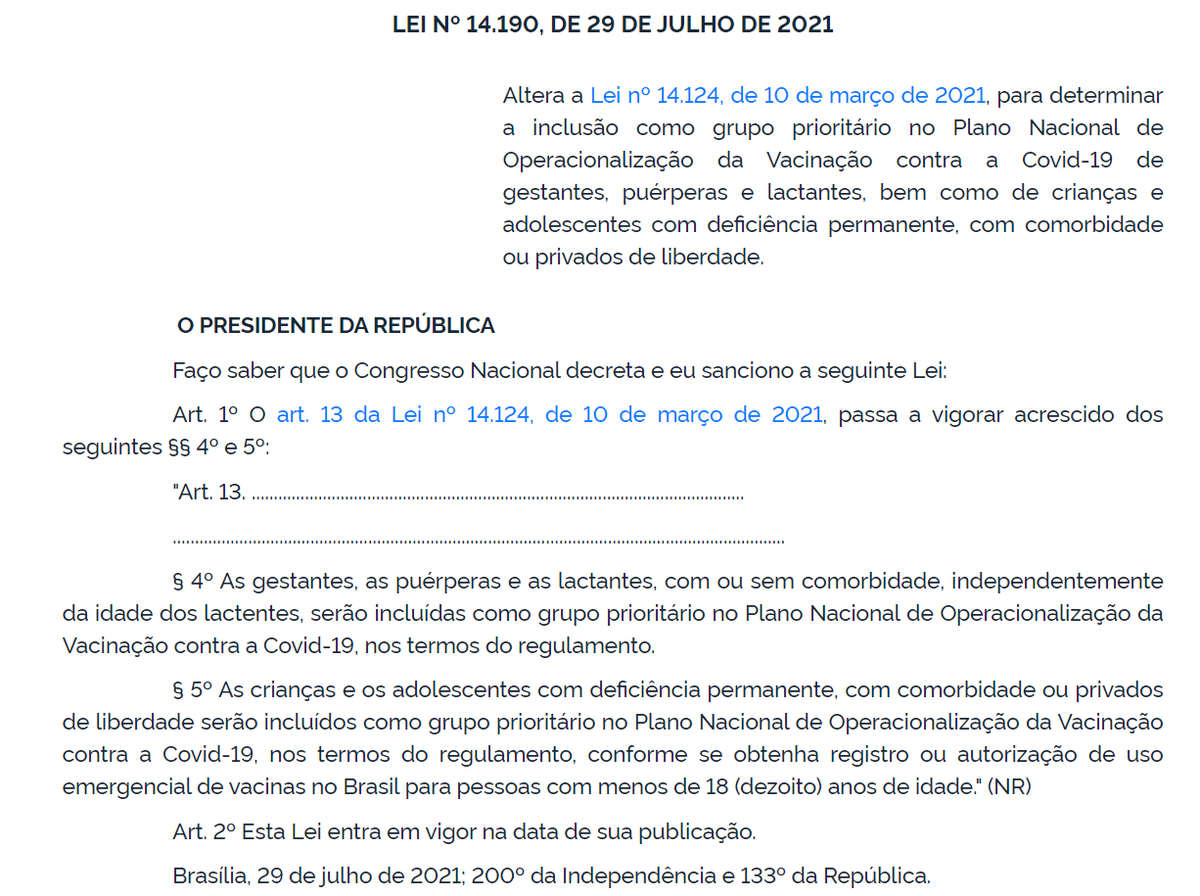 LEI Nº 14.190, DE 29 DE JULHO DE 2021
Altera a Lei nº 14.124, de 10 de março de 2021, para determinar
a inclusão como grupo prioritário no Plano Nacional de
Operacionalização da Vacinação contra a Covid-19 de
gestantes, puérperas e lactantes, bem como de crianças e
adolescentes com deficiência permanente, com comorbidade
ou privados de liberdade.
O PRESIDENTE DA REPÚBLICA
Faço saber que o Congresso Nacional decreta e eu sanciono a seguinte Lei:
Art. 1º O art. 13 da Lei nº 14.124, de 10 de março de 2021, passa a vigorar acrescido dos
seguintes §§ 4º e 5º:
"Art. 13. ...............................................................................................................
..........................................................................................................................................
§ 4º As gestantes, as puérperas e as lactantes, com ou sem comorbidade, independentemente
da idade dos lactentes, serão incluídas como grupo prioritário no Plano Nacional de Operacionalização da
Vacinação contra a Covid-19, nos termos do regulamento.
§ 5º As crianças e os adolescentes com deficiência permanente, com comorbidade ou privados
de liberdade serão incluídos como grupo prioritário no Plano Nacional de Operacionalização da Vacinação
contra a Covid-19, nos termos do regulamento, conforme se obtenha registro ou autorização de uso
emergencial de vacinas no Brasil para pessoas com menos de 18 (dezoito) anos de idade." (NR)
Art. 2º Esta Lei entra em vigor na data de sua publicação.
Brasília, 29 de julho de 2021; 200º da Independência e 133º da República.